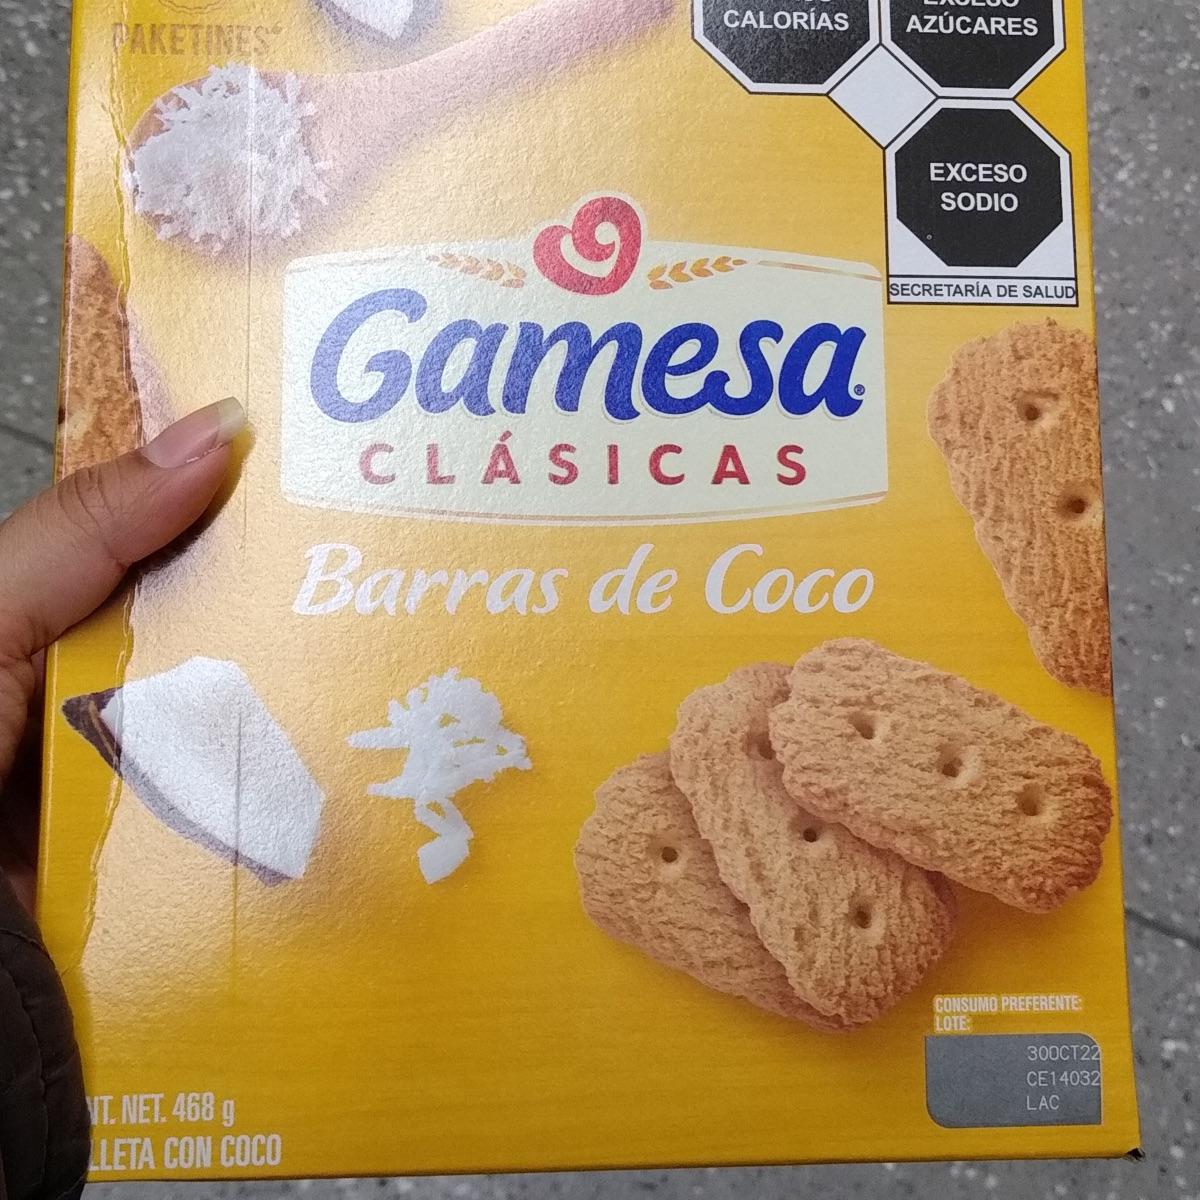 PAKETINES
CALORÍAS
EXCESO
AZÚCARES
EXCESO
SODIO
SECRETARÍA DE SALUD
Gamesa®
CLÁSICAS
Barras de Coco
CONSUMO PREFERENTE:
LOTE:
30OCT22
CE14032
LAC
NT. NET. 468 g
LLETA CON COCO